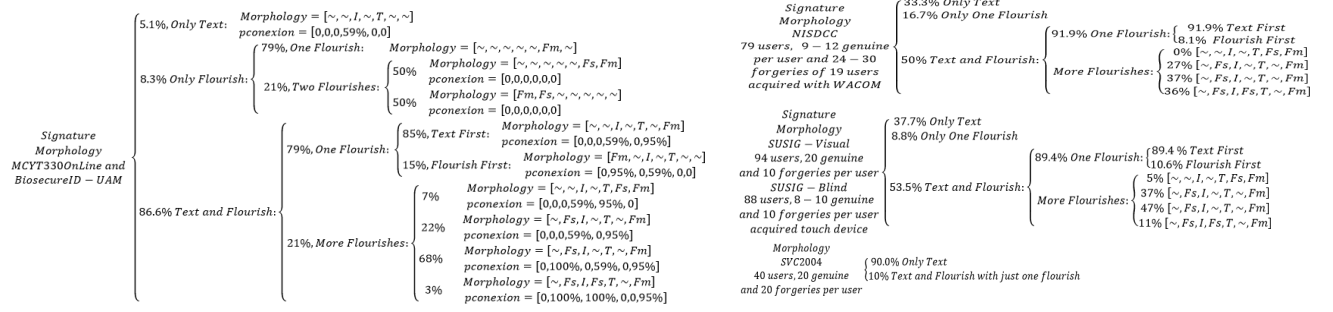 Signature
Morphology
MCYT330OnLine and
BiosecureID − UAM
5.1%, Only Text:
Morphology = [~,~,I,~,T,~,~]
pconexion = [0,0,0,59%,0,0]
8.3% Only Flourish:
79%, One Flourish:
Morphology = [~,~,~,~,~,Fm,~]
21%, Two Flourishes:
50%
Morphology = [~,~,~,~,~,Fs,Fm]
pconexion = [0,0,0,0,0,0]
50%
Morphology = [Fm,Fs,~,~,~,~,~]
pconexion = [0,0,0,0,0,0]
86.6% Text and Flourish:
79%, One Flourish:
85%, Text First:
Morphology = [~,~,I,~,T,~,Fm]
pconexion = [0,0,0,59%,0,95%]
15%, Flourish First:
Morphology = [Fm,~,I,~,T,~,~]
pconexion = [0,95%,0,59%,0,0]
21%, More Flourishes:
7%
Morphology = [~,~,I,~,T,Fs,Fm]
pconexion = [0,0,0,59%,95%,0]
22%
Morphology = [~,Fs,I,~,T,~,Fm]
pconexion = [0,0,0,59%,0,95%]
68%
Morphology = [~,Fs,I,~,T,~,Fm]
pconexion = [0,100%,0,59%,0,95%]
3%
Morphology = [~,Fs,I,Fs,T,~,Fm]
pconexion = [0,100%,100%,0,0,95%]
Signature
Morphology
NISDCC
79 users, 9 − 12 genuine
per user and 24 − 30
forgeries of 19 users
acquired with WACOM
33.3% Only Text
16.7% Only One Flourish
50% Text and Flourish:
91.9% One Flourish:
91.9% Text First
8.1% Flourish First
More Flourishes:
0% [~,~,I,~,T,Fs,Fm]
27% [~,Fs,I,~,T,~,Fm]
37% [~,Fs,I,~,T,~,Fm]
36% [~,Fs,I,Fs,T,~,Fm]
Signature
Morphology
SUSIG − Visual
94 users, 20 genuine
and 10 forgeries per user
SUSIG − Blind
88 users, 8 − 10 genuine
and 10 forgeries per user
acquired touch device
37.7% Only Text
8.8% Only One Flourish
53.5% Text and Flourish:
89.4% One Flourish:
89.4 % Text First
10.6% Flourish First
More Flourishes:
5% [~,~,I,~,T,Fs,Fm]
37% [~,Fs,I,~,T,~,Fm]
47% [~,Fs,I,~,T,~,Fm]
11% [~,Fs,I,Fs,T,~,Fm]
Morphology
SVC2004
40 users, 20 genuine
and 20 forgeries per user
90.0% Only Text
10% Text and Flourish with just one flourish